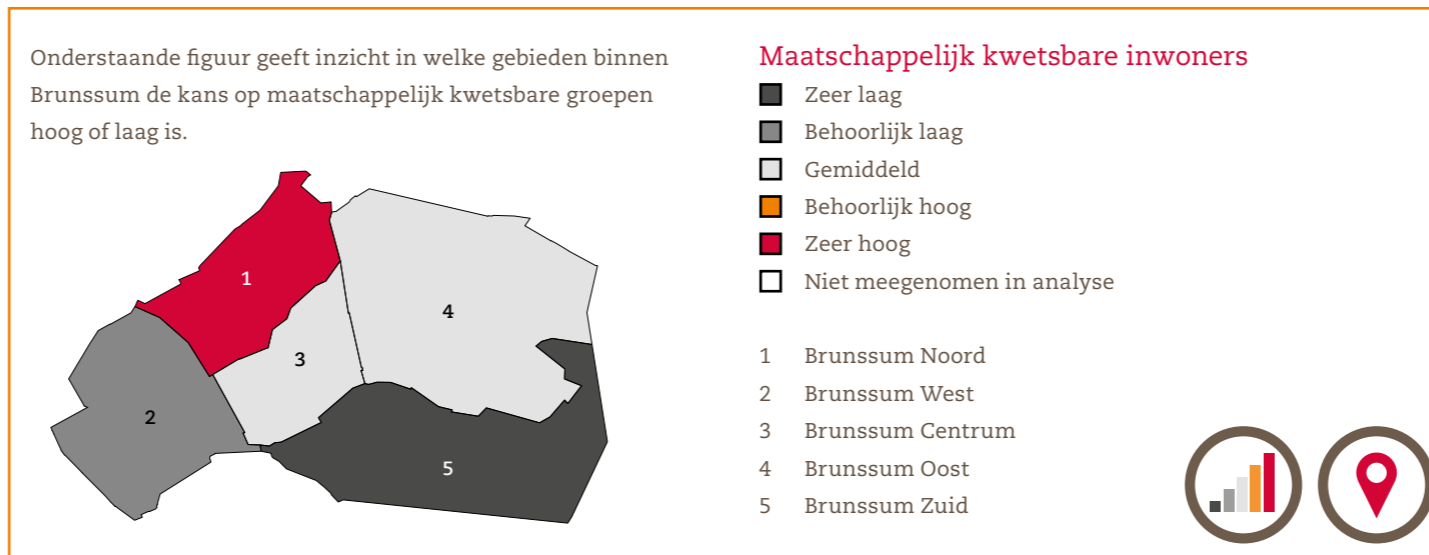 Onderstaande figuur geeft inzicht in welke gebieden binnen
Brunssum de kans op maatschappelijk kwetsbare groepen
hoog of laag is.
1
2
3
4
5
Maatschappelijk kwetsbare inwoners
Zeer laag
Behoorlijk laag
Gemiddeld
Behoorlijk hoog
Zeer hoog
Niet meegenomen in analyse
1 Brunssum Noord
2 Brunssum West
3 Brunssum Centrum
4 Brunssum Oost
5 Brunssum Zuid